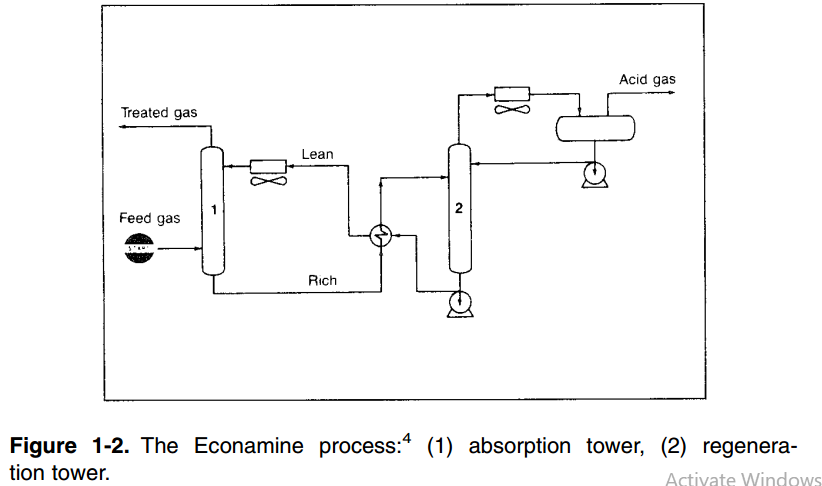 Acid gas
Treated gas
Lean
1
2
Feed gas
START
Rich
Figure 1-2. The Econamine process:4 (1) absorption tower, (2) regenera-
tion tower.
Activate Windows